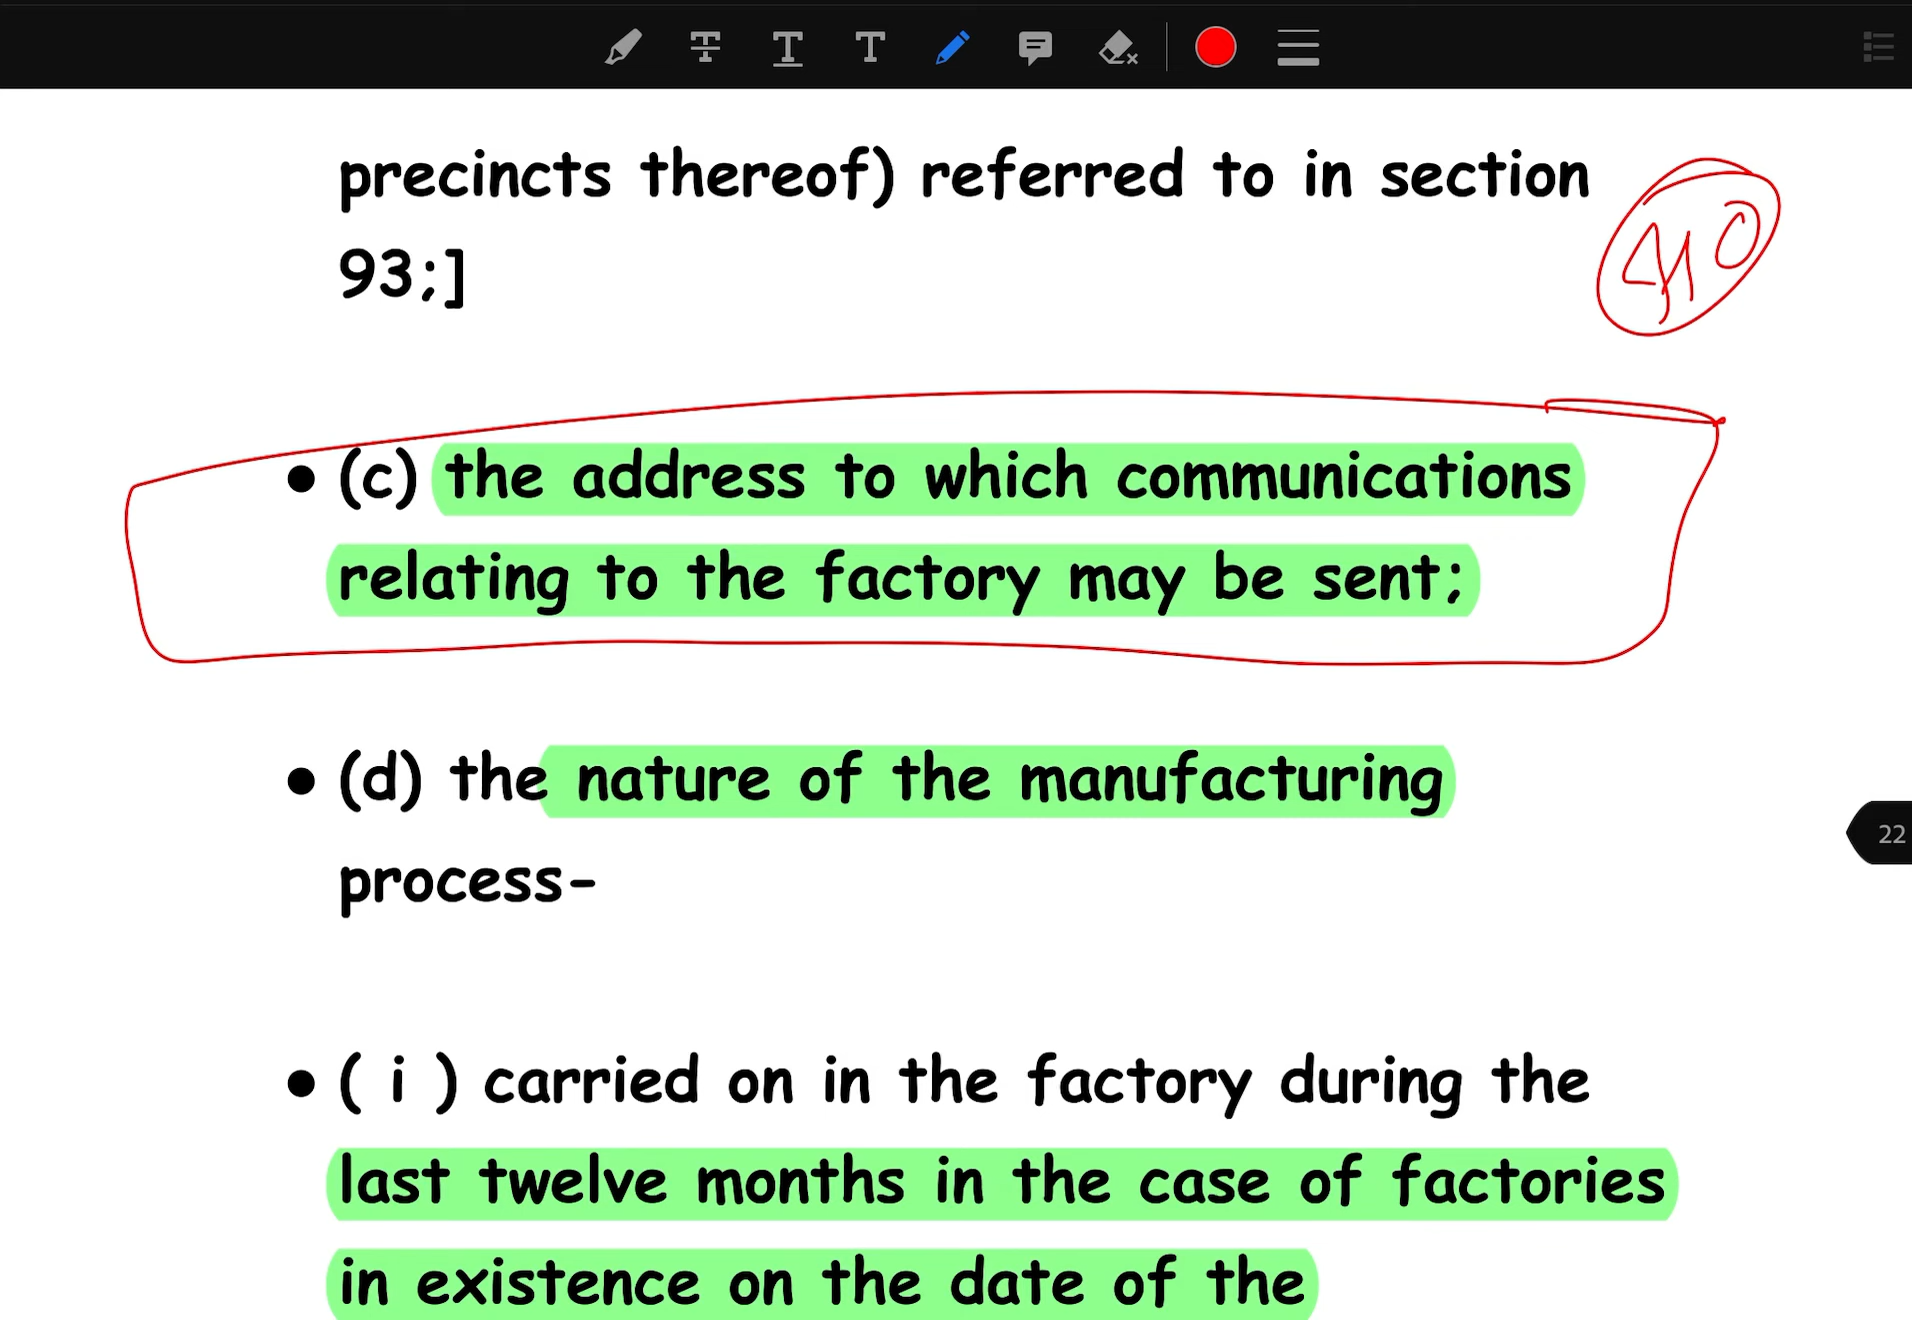 precincts thereof) referred to in section
93;]
● (c) the address to which communications
relating to the factory may be sent;
● (d) the nature of the manufacturing
process-
22
● ( i ) carried on in the factory during the
last twelve months in the case of factories
in existence on the date of the